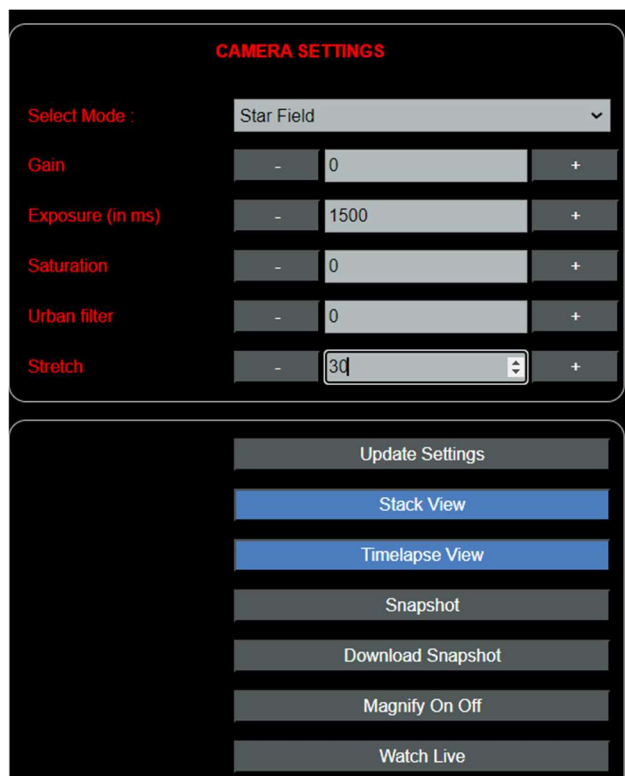 CAMERA SETTINGS
Select Mode : Star Field
Gain - 0 +
Exposure (in ms) - 1500 +
Saturation - 0 +
Urban filter - 0 +
Stretch - 30 +
Update Settings
Stack View
Timelapse View
Snapshot
Download Snapshot
Magnify On Off
Watch Live